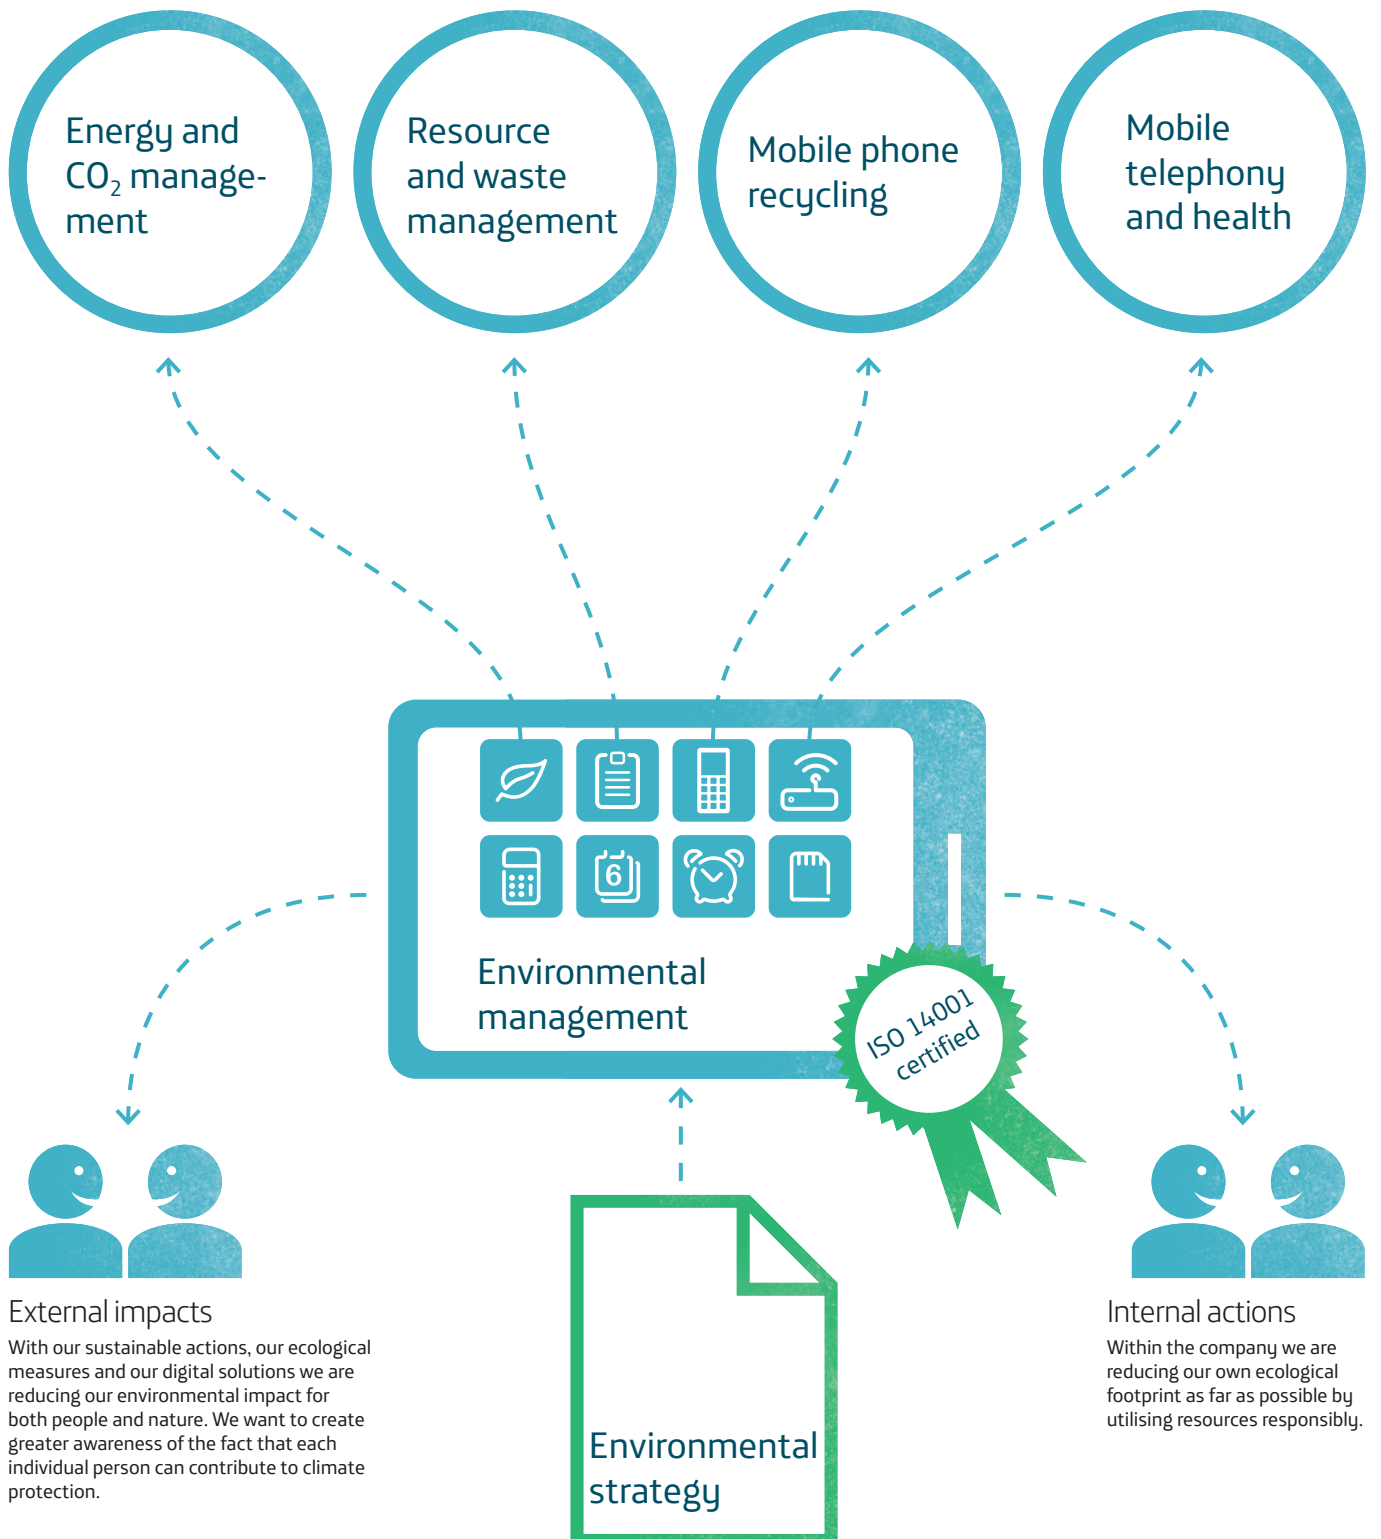 Energy and
CO₂ manage-
ment
Resource
and waste
management
Mobile phone
recycling
Mobile
telephony
and health
6
Environmental
management
ISO 14001
certified
External impacts
With our sustainable actions, our ecological
measures and our digital solutions we are
reducing our environmental impact for
both people and nature. We want to create
greater awareness of the fact that each
individual person can contribute to climate
protection.
Environmental
strategy
Internal actions
Within the company we are
reducing our own ecological
footprint as far as possible by
utilising resources responsibly.